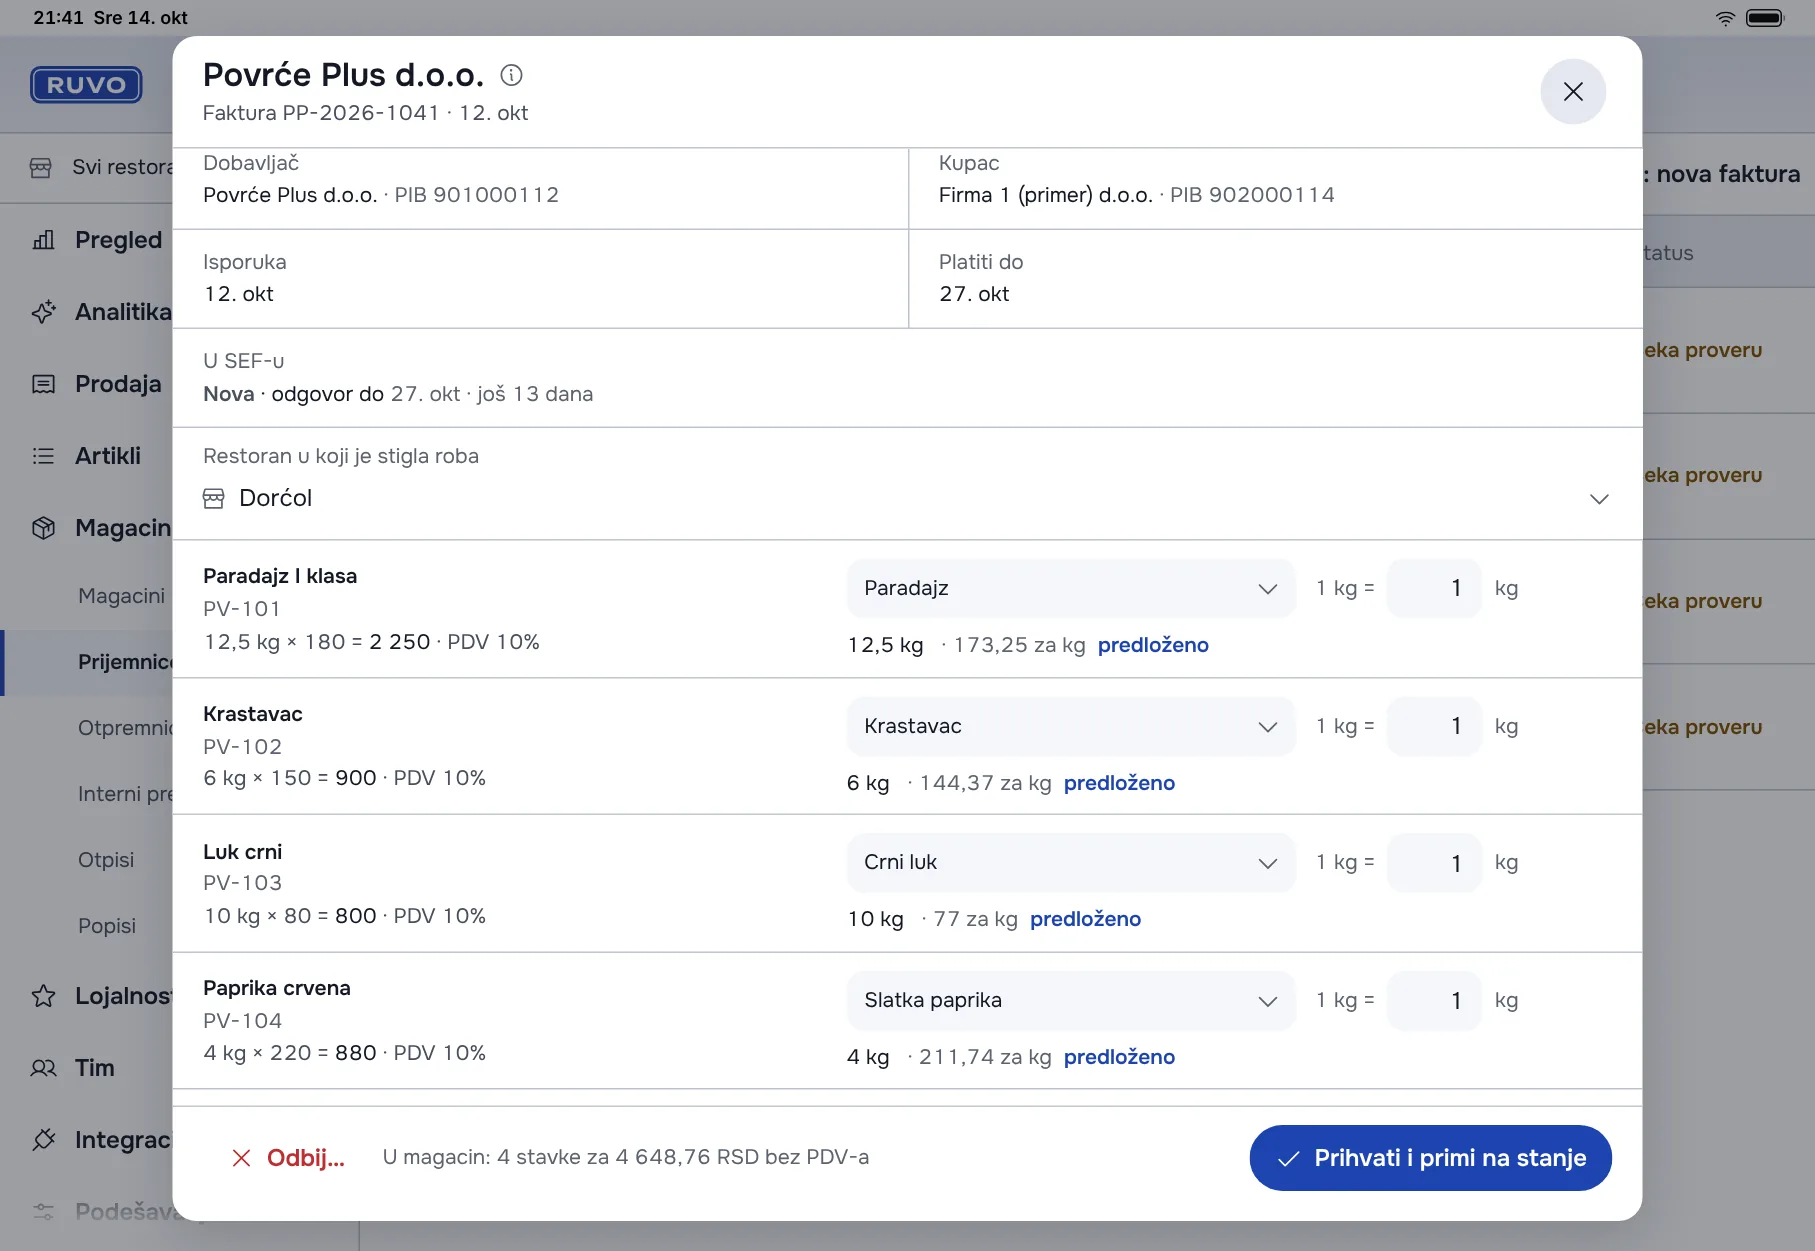 21:41 Sre 14. okt
RUVO
Svi restora
Pregled
Analitika
Prodaja
Artikli
Magacin
Magacini
Prijemnic
Otpremnic
Interni pre
Otpisi
Popisi
Lojalnost
Tim
Integraci
Podešava
: nova faktura
tatus
eka proveru
eka proveru
eka proveru
eka proveru
Povrće Plus d.o.o.
Faktura PP-2026-1041 · 12. okt
Dobavljač
Povrće Plus d.o.o. · PIB 901000112
Kupac
Firma 1 (primer) d.o.o. · PIB 902000114
Isporuka
12. okt
Platiti do
27. okt
U SEF-u
Nova · odgovor do 27. okt · još 13 dana
Restoran u koji je stigla roba
Dorćol
Paradajz I klasa
PV-101
12,5 kg × 180 = 2 250 · PDV 10%
Paradajz
1 kg = 1 kg
12,5 kg · 173,25 za kg predloženo
Krastavac
PV-102
6 kg × 150 = 900 · PDV 10%
Krastavac
1 kg = 1 kg
6 kg · 144,37 za kg predloženo
Luk crni
PV-103
10 kg × 80 = 800 · PDV 10%
Crni luk
1 kg = 1 kg
10 kg · 77 za kg predloženo
Paprika crvena
PV-104
4 kg × 220 = 880 · PDV 10%
Slatka paprika
1 kg = 1 kg
4 kg · 211,74 za kg predloženo
Odbij...
U magacin: 4 stavke za 4 648,76 RSD bez PDV-a
Prihvati i primi na stanje